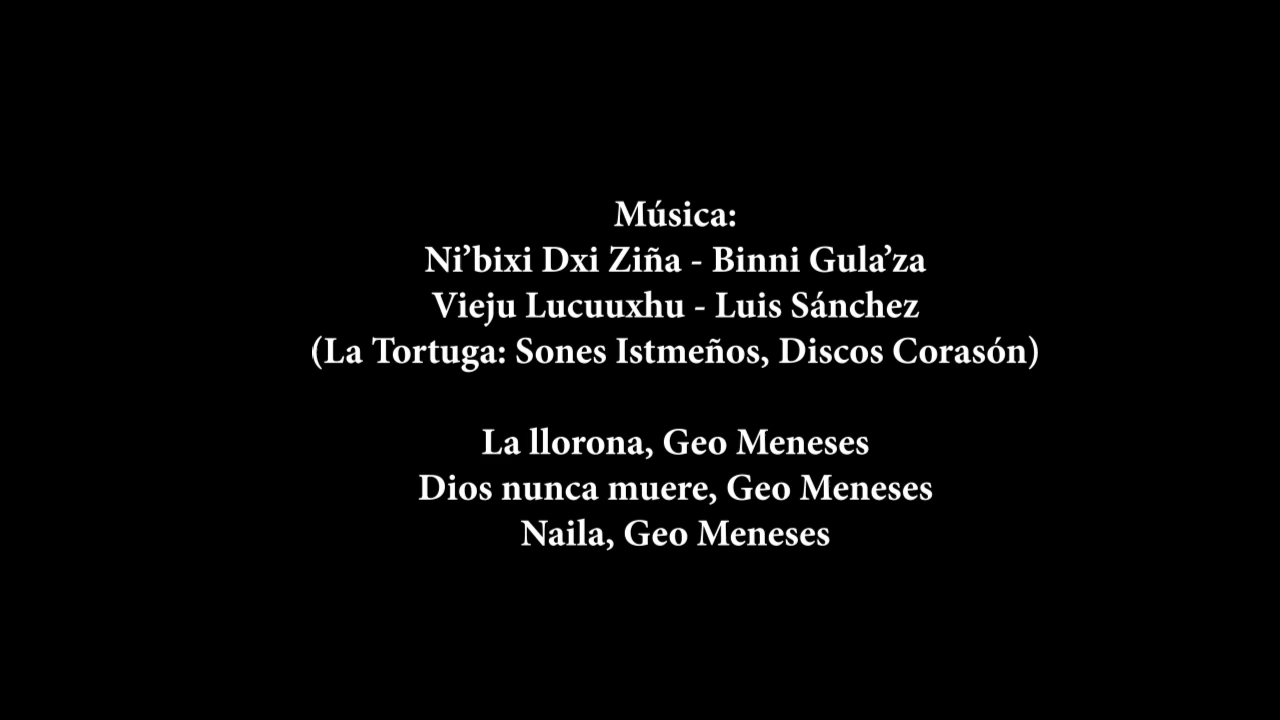 Música:
Ni’bixi Dxi Ziña - Binni Gula’za
Vieju Lucuuxhu - Luis Sánchez
(La Tortuga: Sones Istmeños, Discos Corasón)
La llorona, Geo Meneses
Dios nunca muere, Geo Meneses
Naila, Geo Meneses